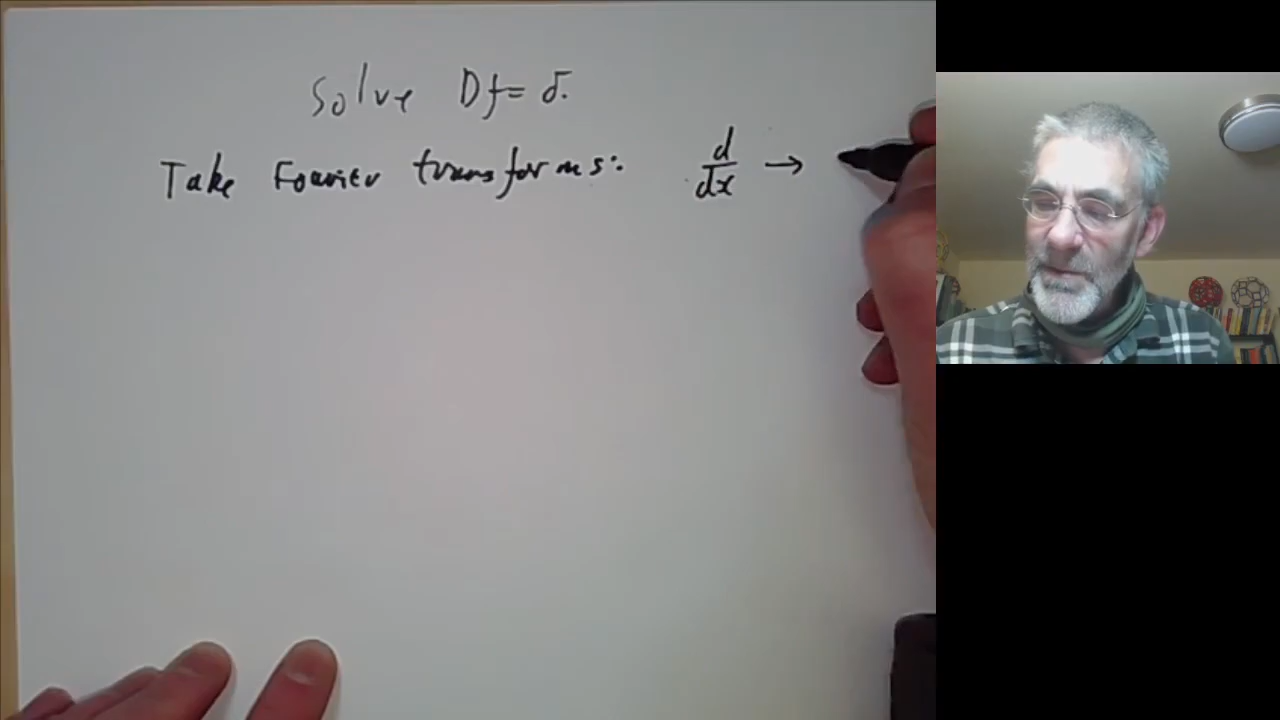 Solve Df = δ.
Take Fourier transforms: d/dx →